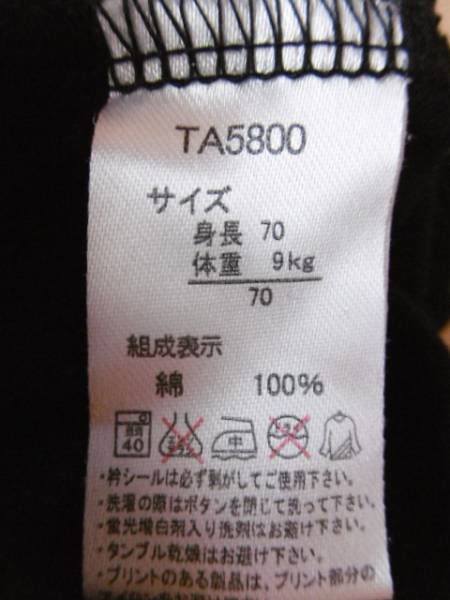 TA5800
サイズ
身長 70
体重 9kg
70
組成表示
綿 100%
40 中
・衿シールは必ず剥がしてご使用下さい。
・洗濯の際はボタンを閉じて洗って下さい。
・蛍光増白剤入り洗剤はお避け下さい。
・タンブル乾燥はお避け下さい。
・プリントのある製品は、プリント部分の